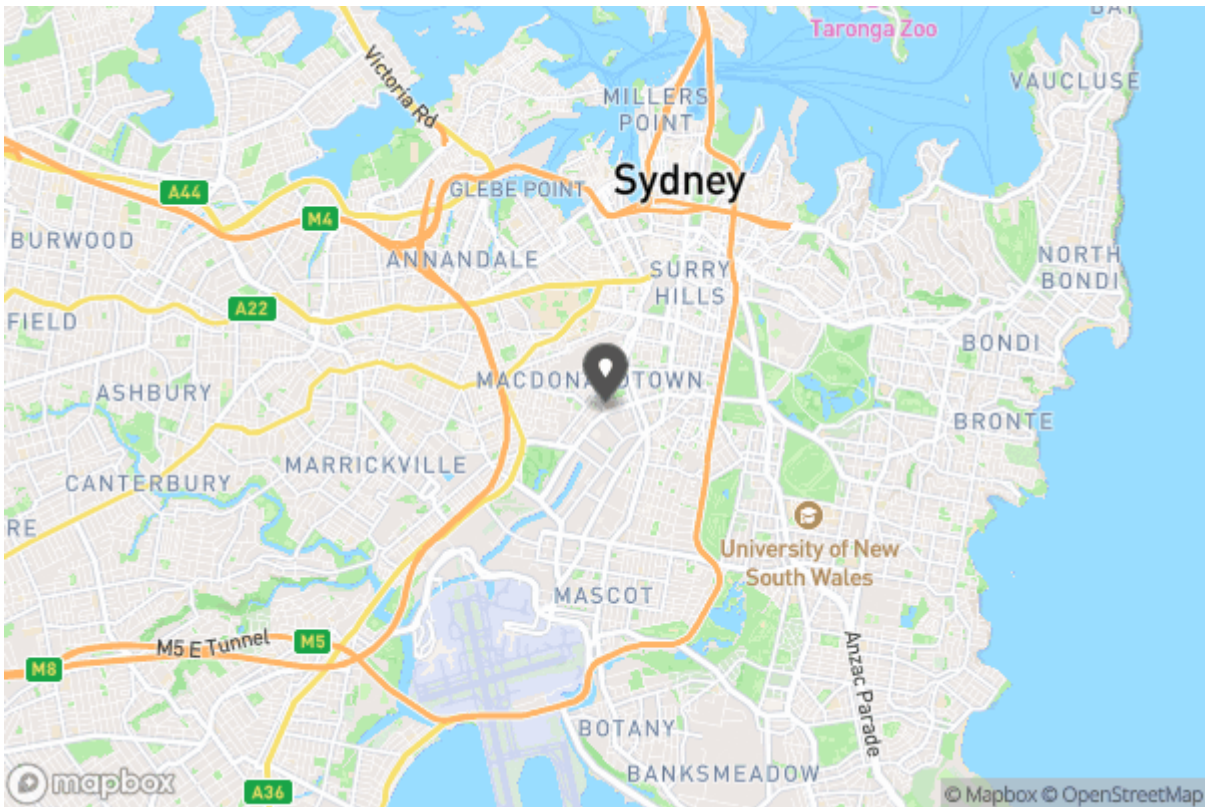 Taronga Zoo
BAY
VAUCLUSE
Victoria Rd
MILLERS
POINT
Sydney
A44
GLEBE POINT
M4
BURWOOD
ANNANDALE
NORTH
BONDI
SURRY
HILLS
A22
FIELD
BONDI
MACDONALDTOWN
ASHBURY
BRONTE
MARRICKVILLE
CANTERBURY
RE
University of New
South Wales
MASCOT
M5 E Tunnel
M5
M8
Anzac Parade
BOTANY
BANKSMEADOW
A36
mapbox
© Mapbox © OpenStreetMap